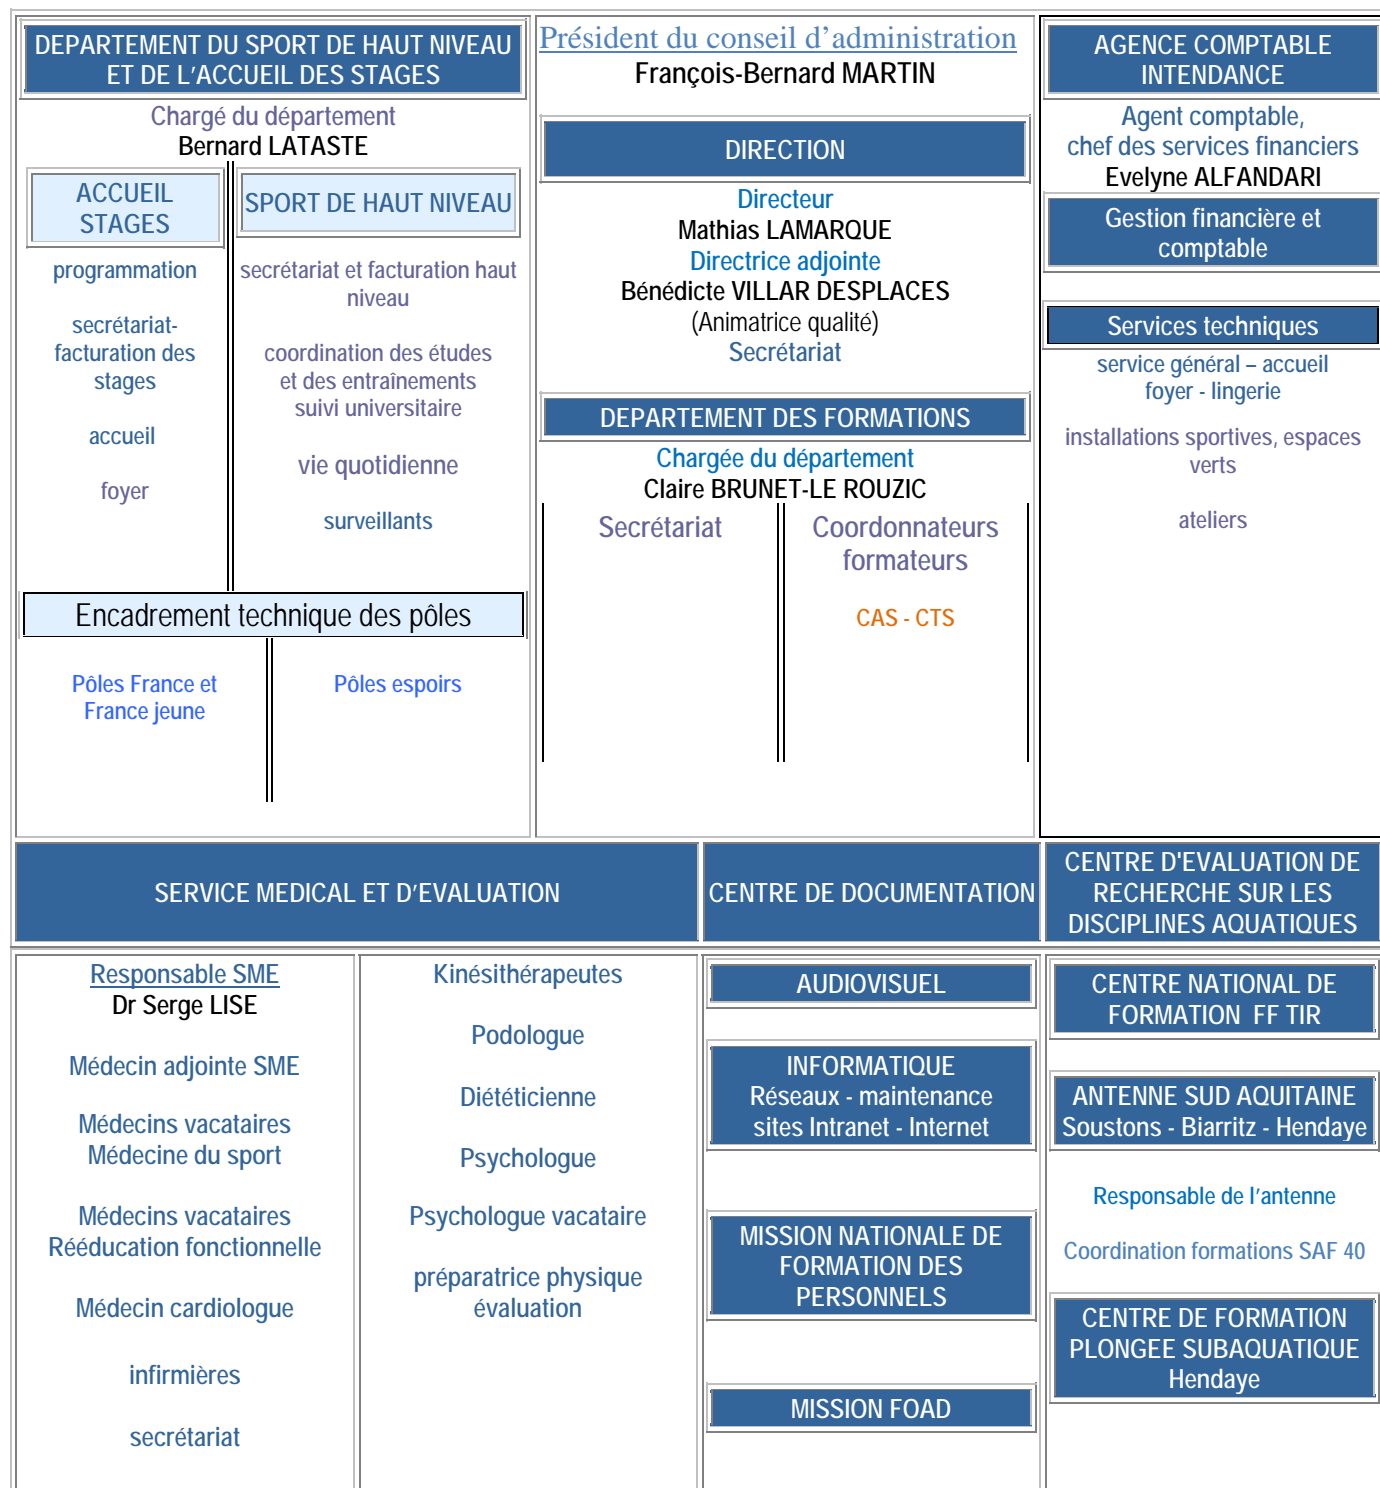 DEPARTEMENT DU SPORT DE HAUT NIVEAU
ET DE L'ACCUEIL DES STAGES
Chargé du département
Bernard LATASTE
ACCUEIL
STAGES
programmation
secrétariat-
facturation des
stages
accueil
foyer
SPORT DE HAUT NIVEAU
secrétariat et facturation haut
niveau
coordination des études
et des entraînements
suivi universitaire
vie quotidienne
surveillants
Encadrement technique des pôles
Pôles France et
France jeune
Pôles espoirs
Président du conseil d’administration
François-Bernard MARTIN
DIRECTION
Directeur
Mathias LAMARQUE
Directrice adjointe
Bénédicte VILLAR DESPLACES
(Animatrice qualité)
Secrétariat
DEPARTEMENT DES FORMATIONS
Chargée du département
Claire BRUNET-LE ROUZIC
Secrétariat
Coordonnateurs
formateurs
CAS - CTS
AGENCE COMPTABLE
INTENDANCE
Agent comptable,
chef des services financiers
Evelyne ALFANDARI
Gestion financière et
comptable
Services techniques
service général – accueil
foyer - lingerie
installations sportives, espaces
verts
ateliers
SERVICE MEDICAL ET D’EVALUATION
CENTRE DE DOCUMENTATION
CENTRE D'EVALUATION DE
RECHERCHE SUR LES
DISCIPLINES AQUATIQUES
Responsable SME
Dr Serge LISE
Médecin adjointe SME
Médecins vacataires
Médecine du sport
Médecins vacataires
Rééducation fonctionnelle
Médecin cardiologue
infirmières
secrétariat
Kinésithérapeutes
Podologue
Diététicienne
Psychologue
Psychologue vacataire
préparatrice physique
évaluation
AUDIOVISUEL
INFORMATIQUE
Réseaux - maintenance
sites Intranet - Internet
MISSION NATIONALE DE
FORMATION DES
PERSONNELS
MISSION FOAD
CENTRE NATIONAL DE
FORMATION FF TIR
ANTENNE SUD AQUITAINE
Soustons - Biarritz - Hendaye
Responsable de l’antenne
Coordination formations SAF 40
CENTRE DE FORMATION
PLONGEE SUBAQUATIQUE
Hendaye